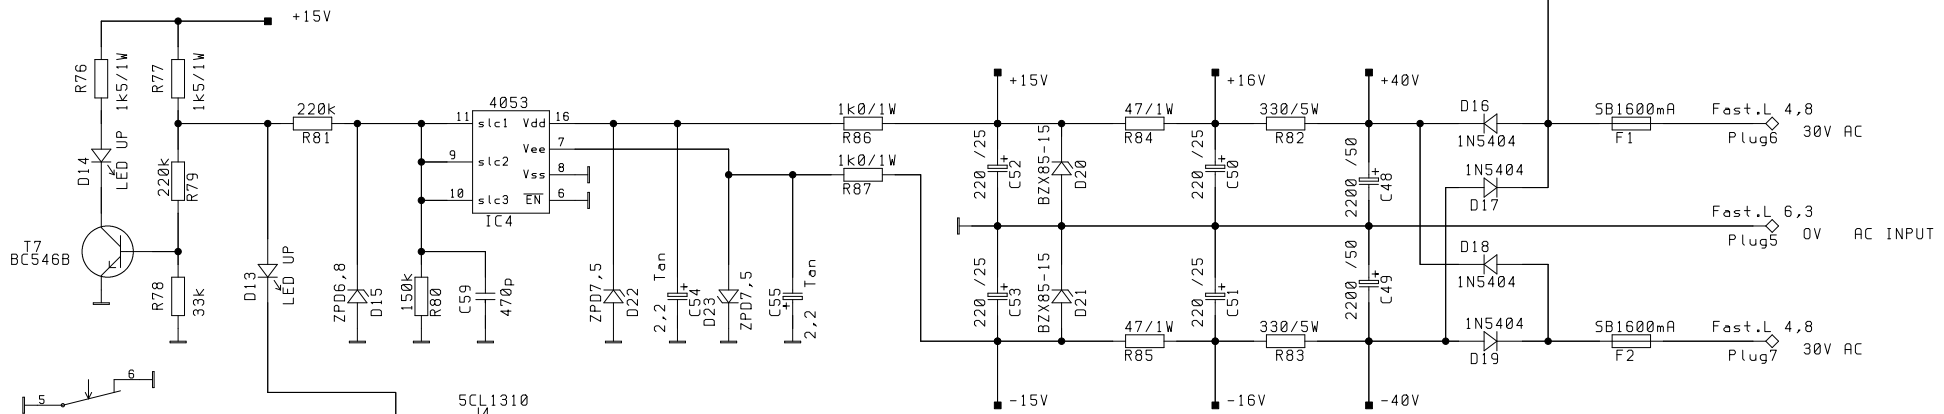 +15V
R76
1k5/1W
R77
1k5/1W
D14
LED UP
220k
R79
T7
BC546B
R78
33k
D13
LED UP
220k
R81
ZPD6,8
D15
150k
R80
C59
470p
4053
11 slc1 Vdd 16
Vee 7
9 slc2
Vss 8
10 slc3 EN 6
IC4
ZPD7,5
D22
2,2 Tan
C54
D23
ZPD7,5
C55
2,2 Tan
1k0/1W
R86
1k0/1W
R87
+15V
+16V
+40V
220 /25
C52
BZX85-15
D20
47/1W
R84
220 /25
C50
330/5W
R82
2200 /50
C48
D16
1N5404
1N5404
D17
SB1600mA
F1
Fast.L 4,8
Plug6
30V AC
Fast.L 6,3
Plug5
0V AC INPUT
220 /25
C53
BZX85-15
D21
47/1W
R85
220 /25
C51
330/5W
R83
2200 /50
C49
D18
1N5404
1N5404
D19
SB1600mA
F2
Fast.L 4,8
Plug7
30V AC
-15V
-16V
-40V
5
6
5CL1310